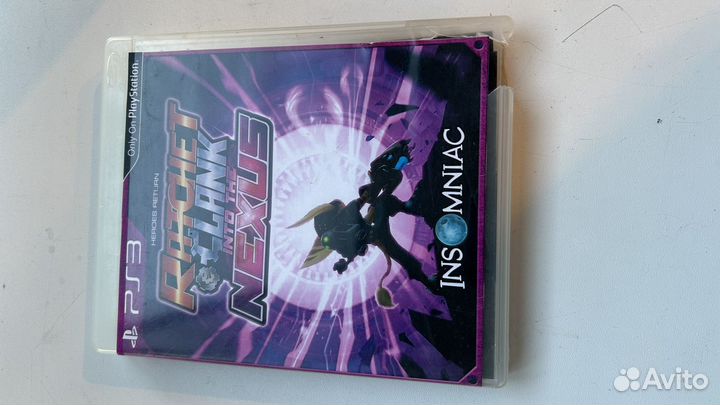 PS3
Only On PlayStation
HEROES RETURN
RATCHET
CLANK
INTO THE
NEXUS
INSOMNIAC
Avito